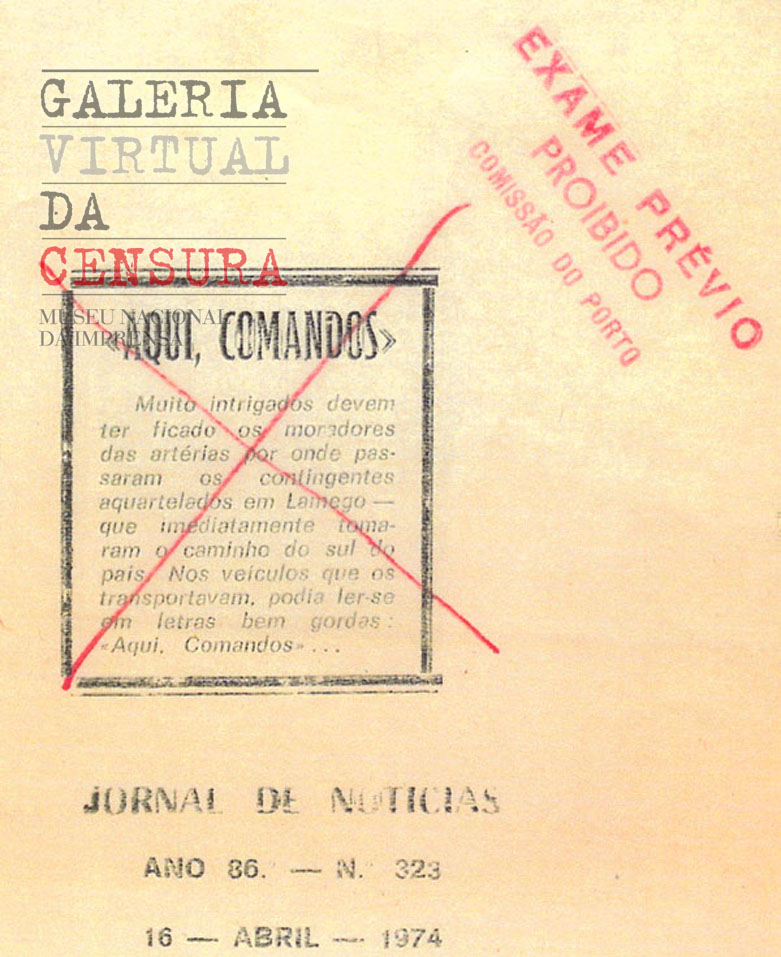 GALERIA
VIRTUAL
DA
CENSURA
MUSEU NACIONAL
DA IMPRENSA
EXAME PRÉVIO
PROIBIDO
COMISSÃO DO PORTO
«AQUI, COMANDOS»
Muito intrigados devem
ter ficado os moradores
das artérias por onde pas-
saram os contingentes
aquartelados em Lamego —
que imediatamente toma-
ram o caminho do sul do
país. Nos veículos que os
transportavam, podia ler-se
em letras bem gordas:
«Aqui, Comandos»...
JORNAL DE NOTICIAS
ANO 86. — N. 323
16 — ABRIL — 1974